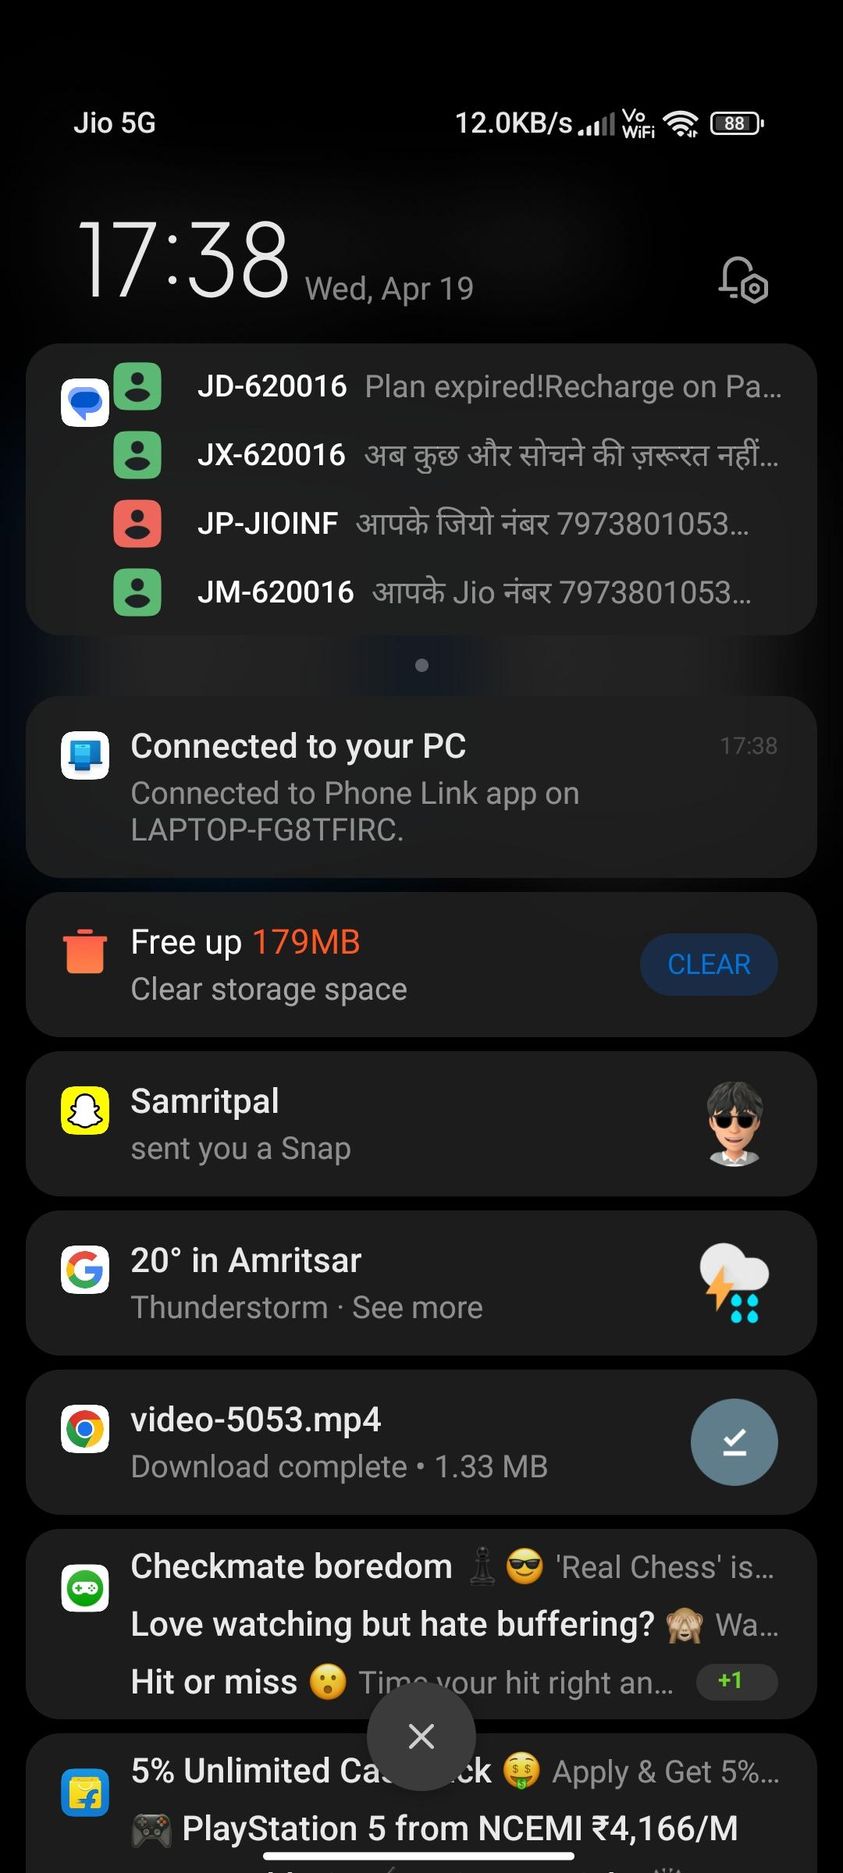 Jio 5G 12.0KB/s Vo WiFi 88
17:38 Wed, Apr 19
JD-620016 Plan expired!Recharge on Pa...
JX-620016 अब कुछ और सोचने की ज़रूरत नहीं...
JP-JIOINF आपके जियो नंबर 7973801053...
JM-620016 आपके Jio नंबर 7973801053...
Connected to your PC 17:38
Connected to Phone Link app on
LAPTOP-FG8TFIRC.
Free up 179MB
Clear storage space
CLEAR
Samritpal
sent you a Snap
20° in Amritsar
Thunderstorm · See more
video-5053.mp4
Download complete • 1.33 MB
Checkmate boredom ♟️😎 'Real Chess' is...
Love watching but hate buffering? 🙈 Wa...
Hit or miss 😮 Time your hit right an... +1
5% Unlimited 🤑 Apply & Get 5%...
🎮 PlayStation 5 from NCEMI ₹4,166/M